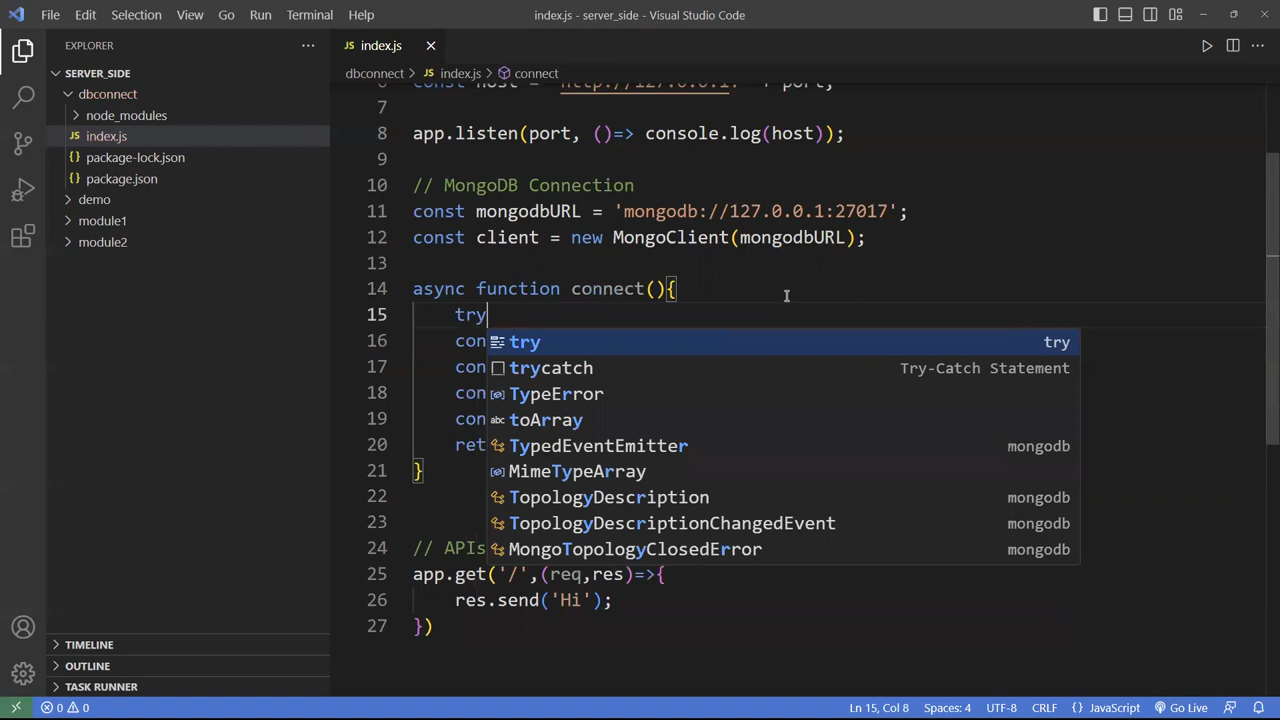 File Edit Selection View Go Run Terminal Help
index.js - server_side - Visual Studio Code
EXPLORER
SERVER_SIDE
dbconnect
node_modules
JS index.js
package-lock.json
package.json
demo
module1
module2
TIMELINE
OUTLINE
TASK RUNNER
JS index.js
dbconnect > JS index.js > connect
7
8 app.listen(port, ()=> console.log(host));
9
10 // MongoDB Connection
11 const mongodbURL = 'mongodb://127.0.0.1:27017';
12 const client = new MongoClient(mongodbURL);
13
14 async function connect(){
15 try
16 con
17 con
18 con
19 con
20 ret
21 }
22
23
24 // APIs
25 app.get('/',(req,res)=>{
26 res.send('Hi');
27 })
try try
trycatch Try-Catch Statement
TypeError
abc toArray
TypedEventEmitter mongodb
MimeTypeArray
TopologyDescription mongodb
TopologyDescriptionChangedEvent mongodb
MongoTopologyClosedError mongodb
0 0 Ln 15, Col 8 Spaces: 4 UTF-8 CRLF {} JavaScript Go Live